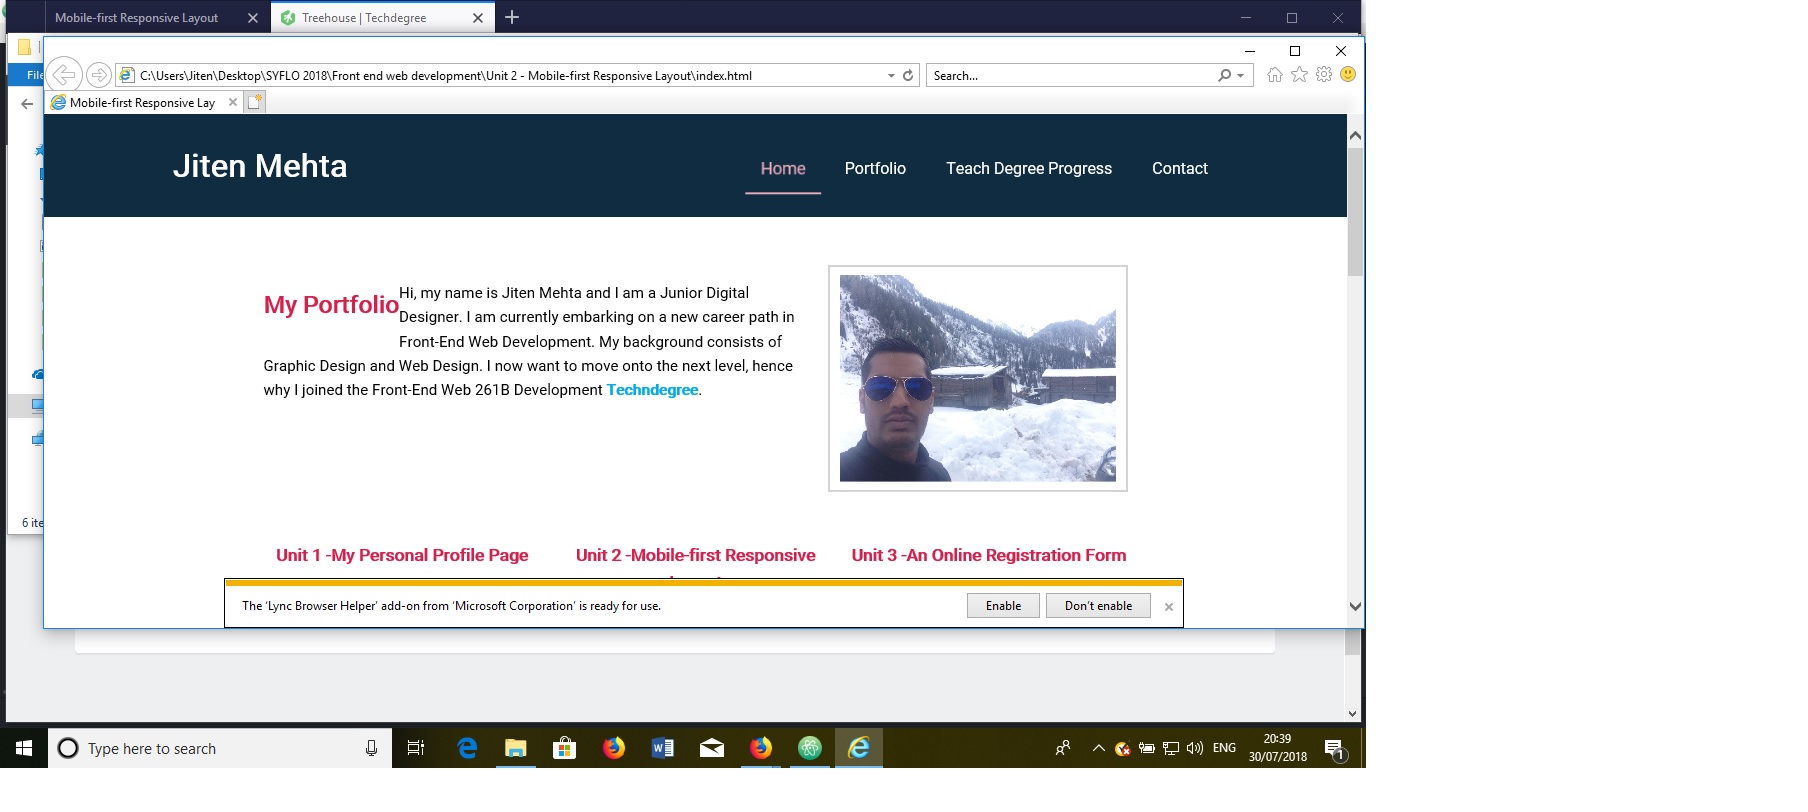 Mobile-first Responsive Layout
Treehouse | Techdegree
File
C:\Users\Jiten\Desktop\SYFLO 2018\Front end web development\Unit 2 - Mobile-first Responsive Layout\index.html
Search...
Mobile-first Responsive Lay
Jiten Mehta
Home
Portfolio
Teach Degree Progress
Contact
My Portfolio
Hi, my name is Jiten Mehta and I am a Junior Digital
Designer. I am currently embarking on a new career path in
Front-End Web Development. My background consists of
Graphic Design and Web Design. I now want to move onto the next level, hence
why I joined the Front-End Web 261B Development Techndegree.
6 ite
Unit 1 -My Personal Profile Page
Unit 2 -Mobile-first Responsive
Unit 3 -An Online Registration Form
The ‘Lync Browser Helper’ add-on from ‘Microsoft Corporation’ is ready for use.
Enable
Don’t enable
Type here to search
ENG
20:39
30/07/2018
1